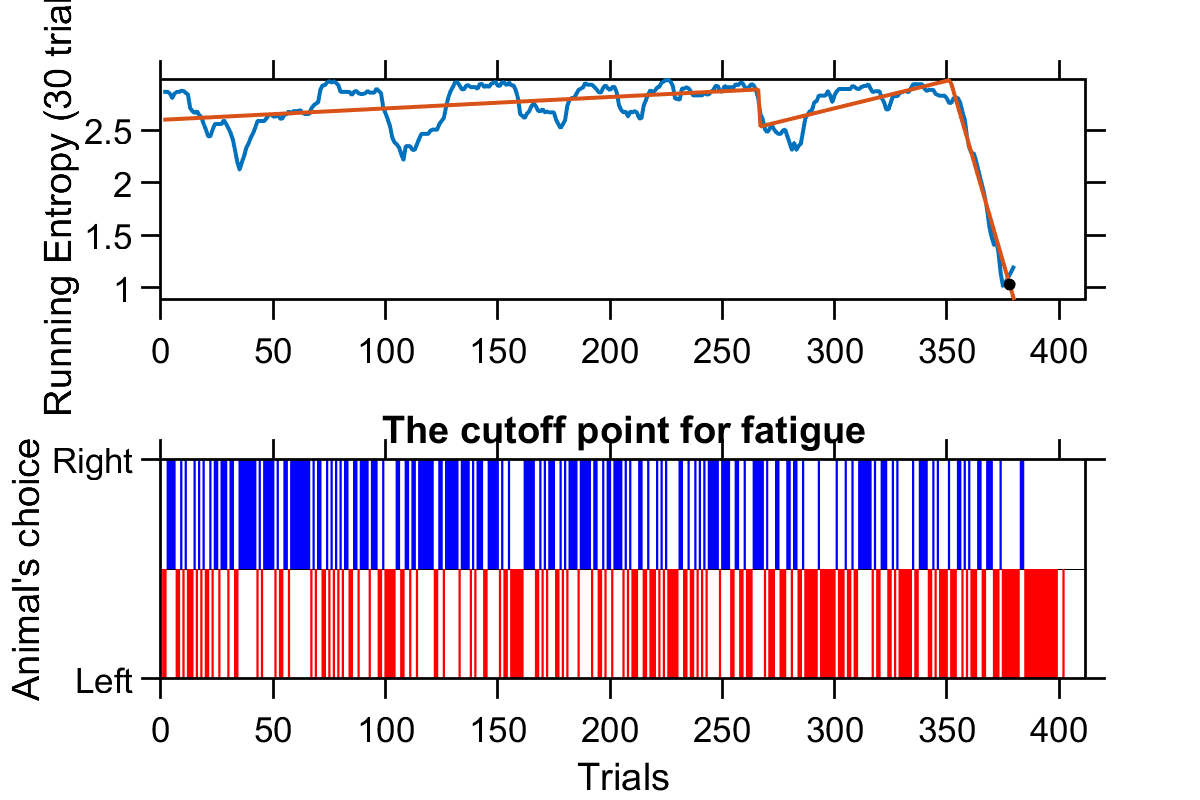 Running Entropy (30 trial
2.5
2
1.5
1
0 50 100 150 200 250 300 350 400
The cutoff point for fatigue
Animal's choice
Right
Left
0 50 100 150 200 250 300 350 400
Trials